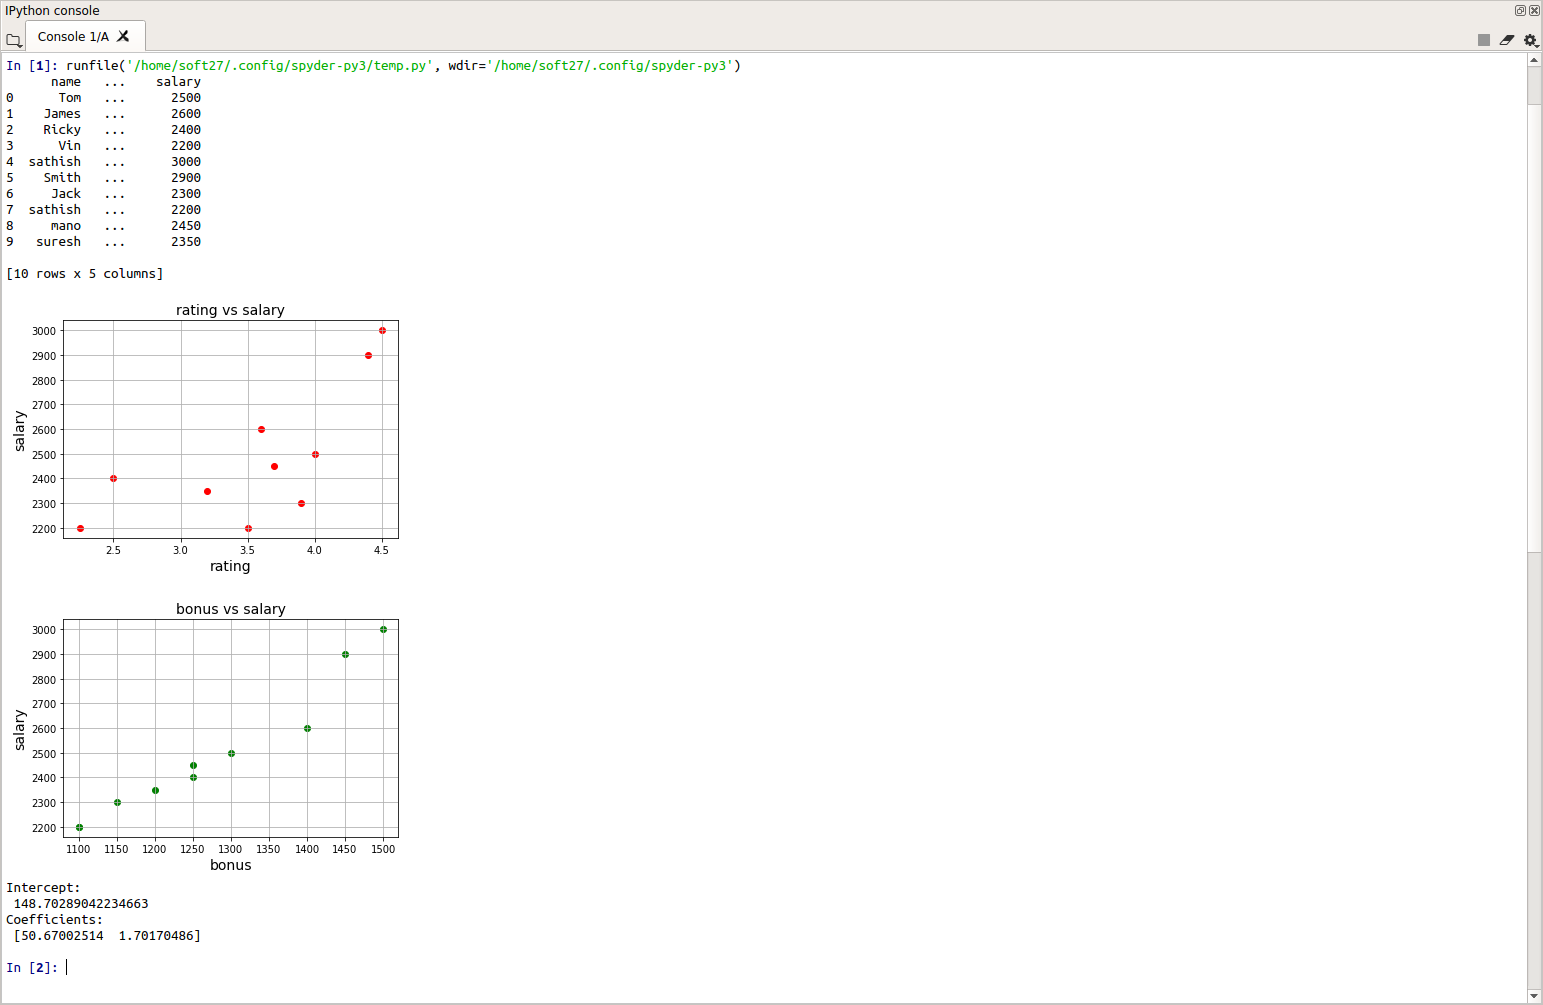 IPython console
Console 1/A
In [1]: runfile('/home/soft27/.config/spyder-py3/temp.py', wdir='/home/soft27/.config/spyder-py3')
name ... salary
0 Tom ... 2500
1 James ... 2600
2 Ricky ... 2400
3 Vin ... 2200
4 sathish ... 3000
5 Smith ... 2900
6 Jack ... 2300
7 sathish ... 2200
8 mano ... 2450
9 suresh ... 2350
[10 rows x 5 columns]
rating vs salary
3000
2900
2800
2700
2600
2500
2400
2300
2200
salary
2.5 3.0 3.5 4.0 4.5
rating
bonus vs salary
3000
2900
2800
2700
2600
2500
2400
2300
2200
salary
1100 1150 1200 1250 1300 1350 1400 1450 1500
bonus
Intercept:
148.70289042234663
Coefficients:
[50.67002514 1.70170486]
In [2]: